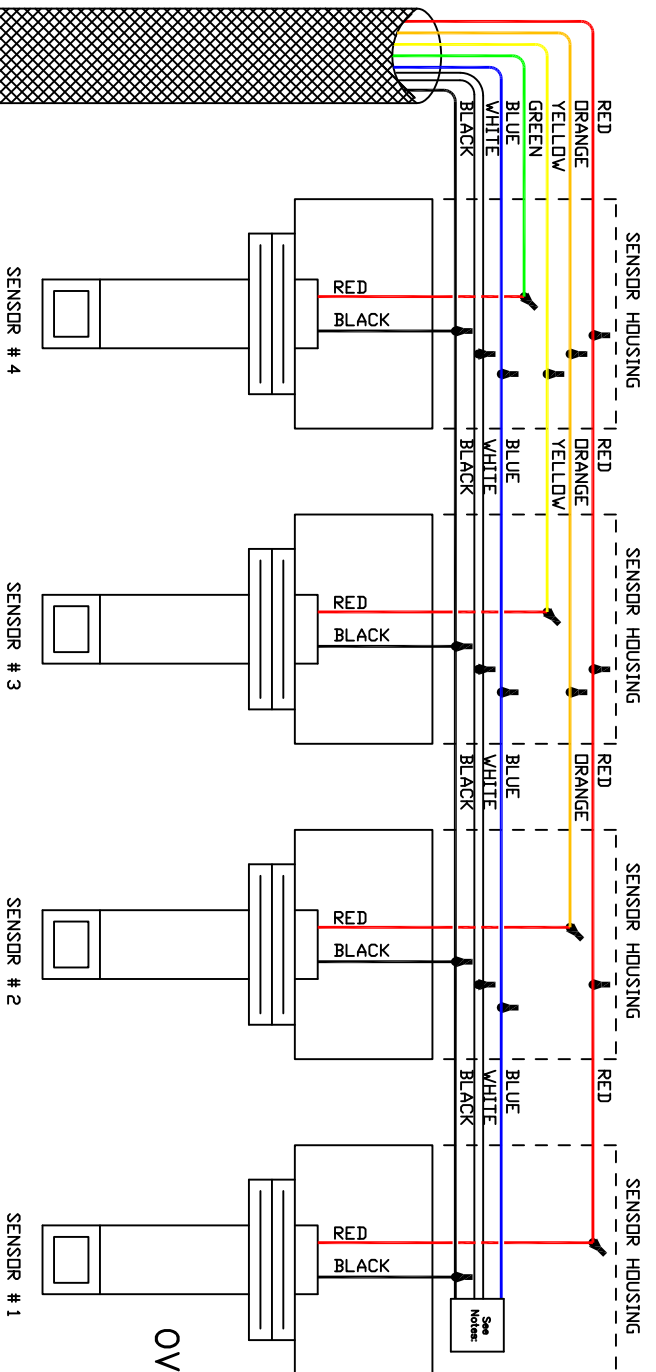 RED
ORANGE
YELLOW
GREEN
BLUE
WHITE
BLACK
SENSOR HOUSING
RED
BLACK
SENSOR # 4
RED
ORANGE
YELLOW
BLUE
WHITE
BLACK
SENSOR HOUSING
RED
BLACK
SENSOR # 3
RED
ORANGE
BLUE
WHITE
BLACK
SENSOR HOUSING
RED
BLACK
SENSOR # 2
RED
BLUE
WHITE
BLACK
SENSOR HOUSING
RED
BLACK
SENSOR # 1
See
Notes:
OV